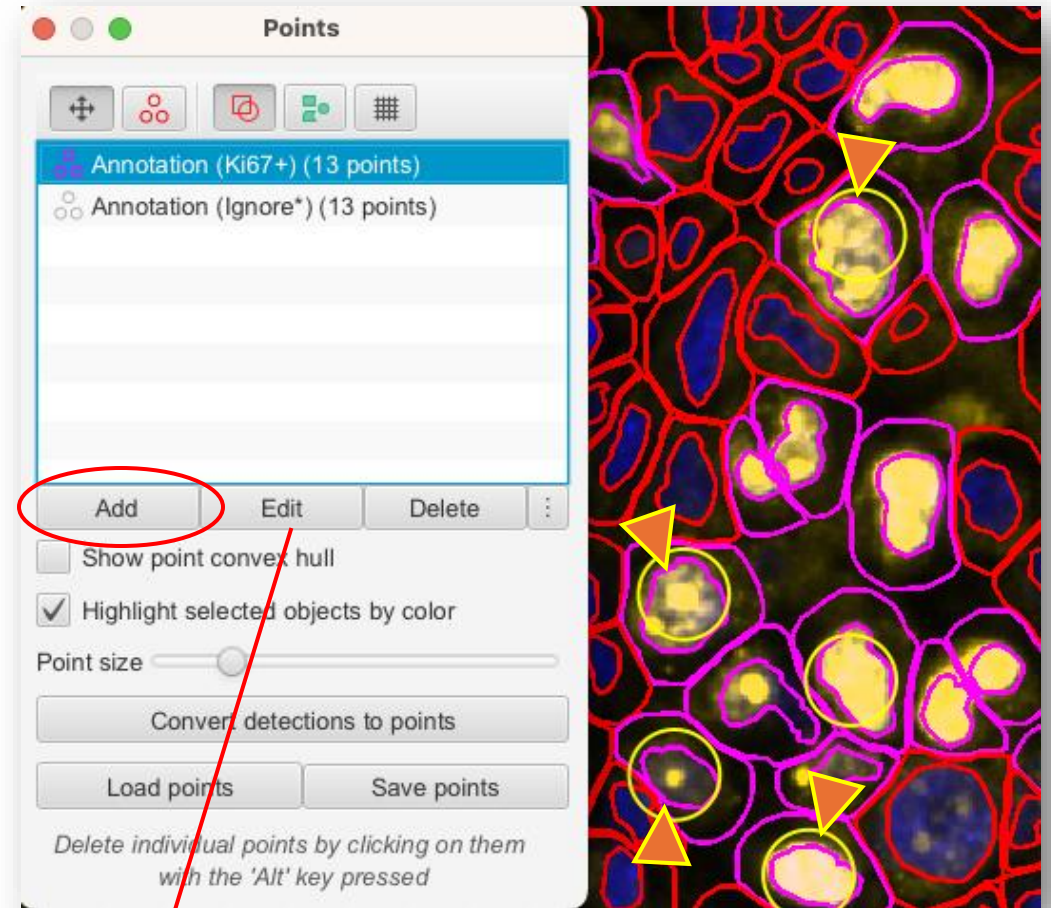 Points
Annotation (Ki67+) (13 points)
Annotation (Ignore*) (13 points)
Add Edit Delete
Show point convex hull
Highlight selected objects by color
Point size
Convert detections to points
Load points Save points
Delete individual points by clicking on them
with the 'Alt' key pressed